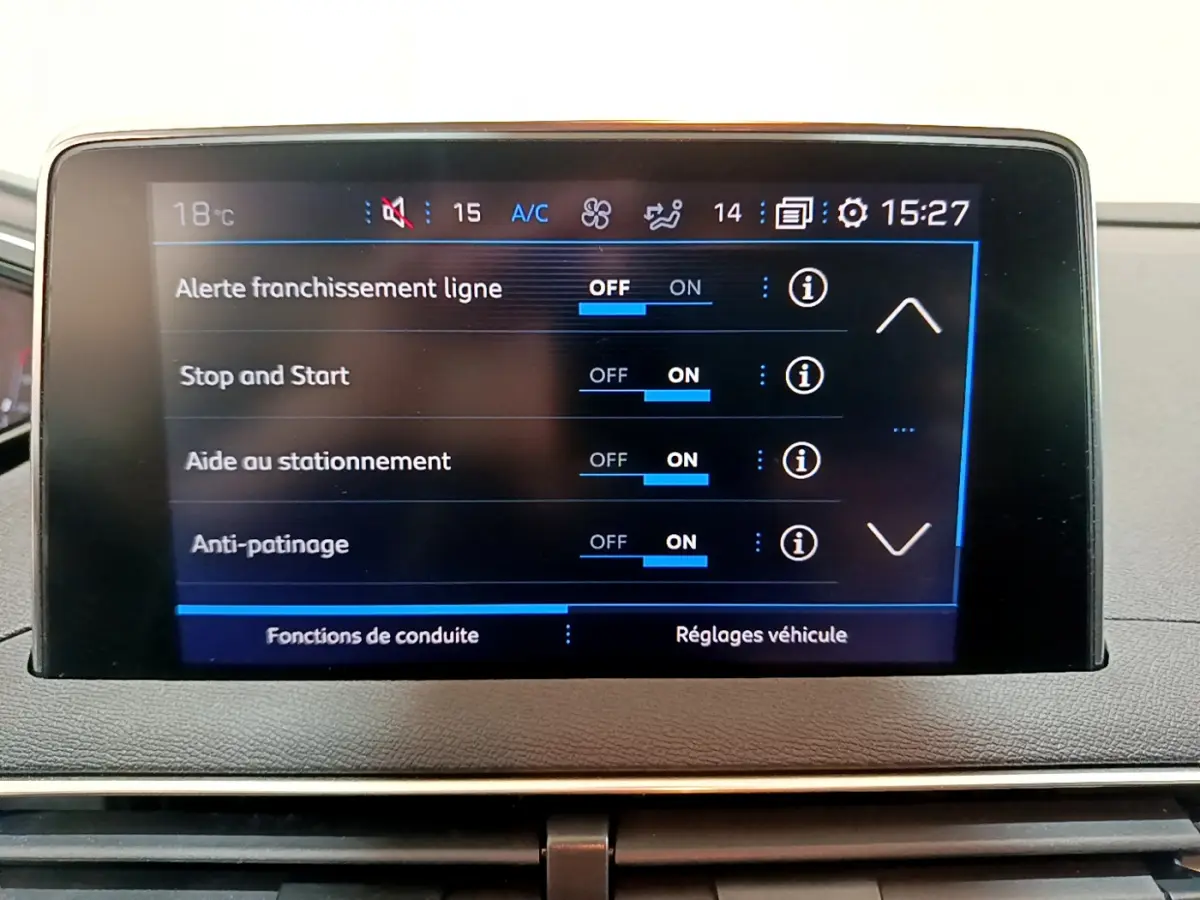 18°C 15 A/C 14 15:27
Alerte franchissement ligne OFF ON
Stop and Start OFF ON
Aide au stationnement OFF ON
Anti-patinage OFF ON
Fonctions de conduite Réglages véhicule